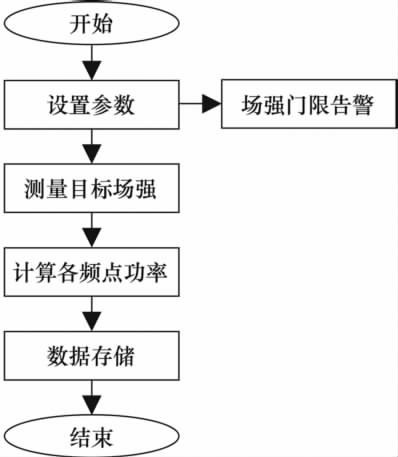 开始
设置参数
场强门限告警
测量目标场强
计算各频点功率
数据存储
结束